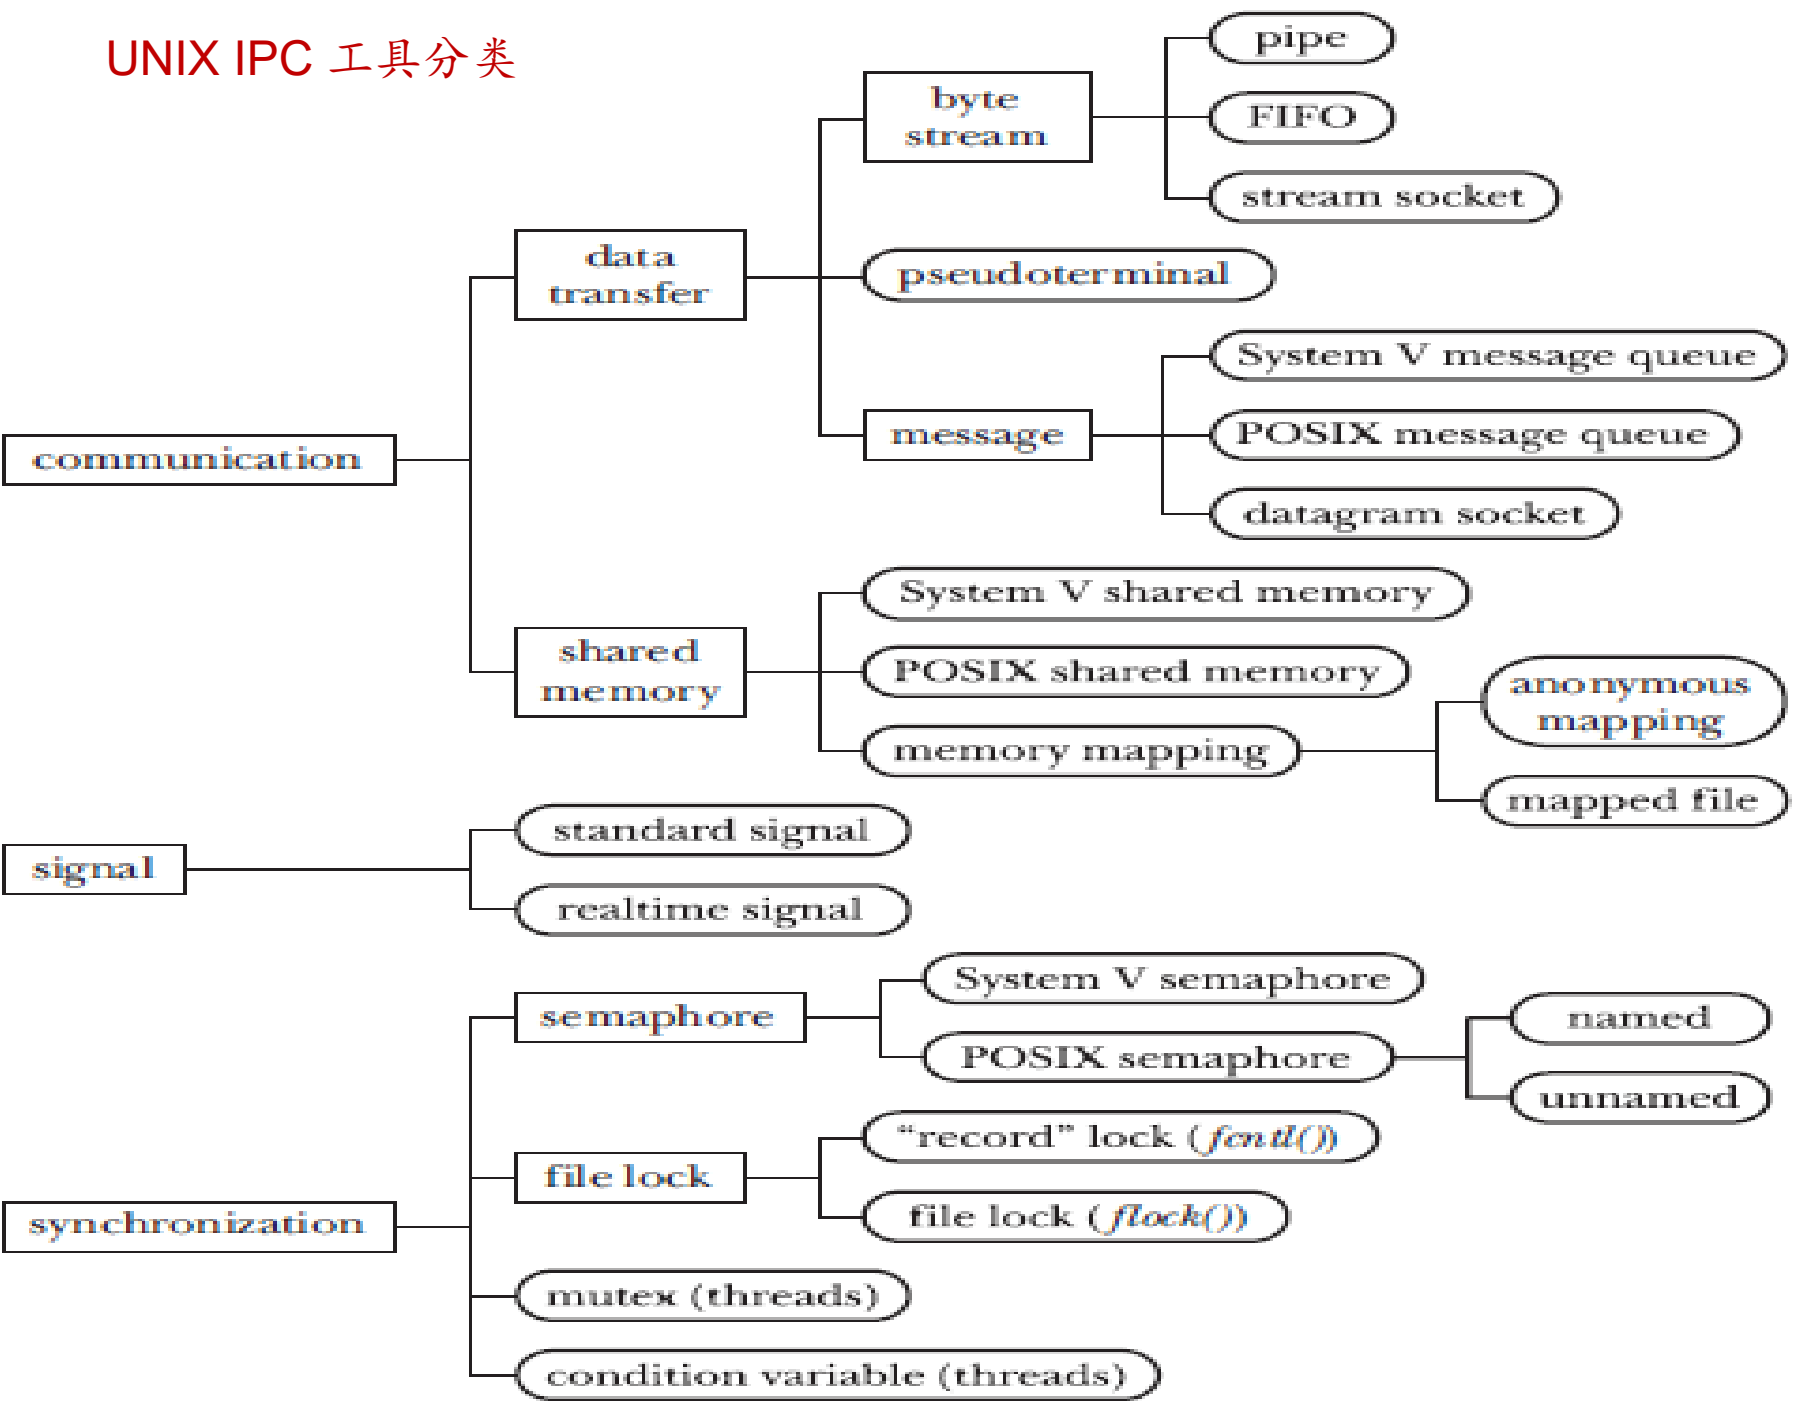 UNIX IPC 工具分类
pipe
byte
stream
FIFO
stream socket
data
transfer
pseudoterminal
System V message queue
message
POSIX message queue
communication
datagram socket
System V shared memory
shared
memory
POSIX shared memory
anonymous
mapping
memory mapping
mapped file
standard signal
signal
realtime signal
System V semaphore
semaphore
named
POSIX semaphore
unnamed
“record” lock (fcntl())
file lock
file lock (flock())
synchronization
mutex (threads)
condition variable (threads)